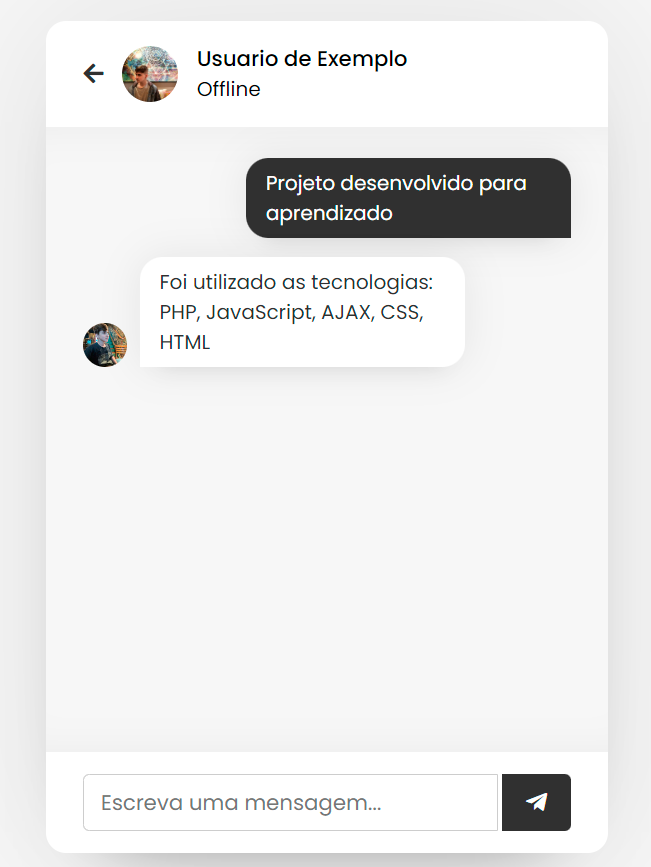 Usuario de Exemplo
Offline
Projeto desenvolvido para
aprendizado
Foi utilizado as tecnologias:
PHP, JavaScript, AJAX, CSS,
HTML
Escreva uma mensagem...